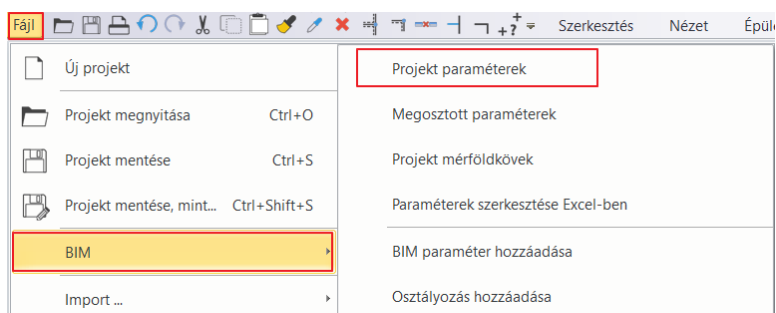 Fájl Szerkesztés Nézet
Új projekt
Projekt megnyitása Ctrl+O
Projekt mentése Ctrl+S
Projekt mentése, mint... Ctrl+Shift+S
BIM
Import ...
Projekt paraméterek
Megosztott paraméterek
Projekt mérföldkövek
Paraméterek szerkesztése Excel-ben
BIM paraméter hozzáadása
Osztályozás hozzáadása